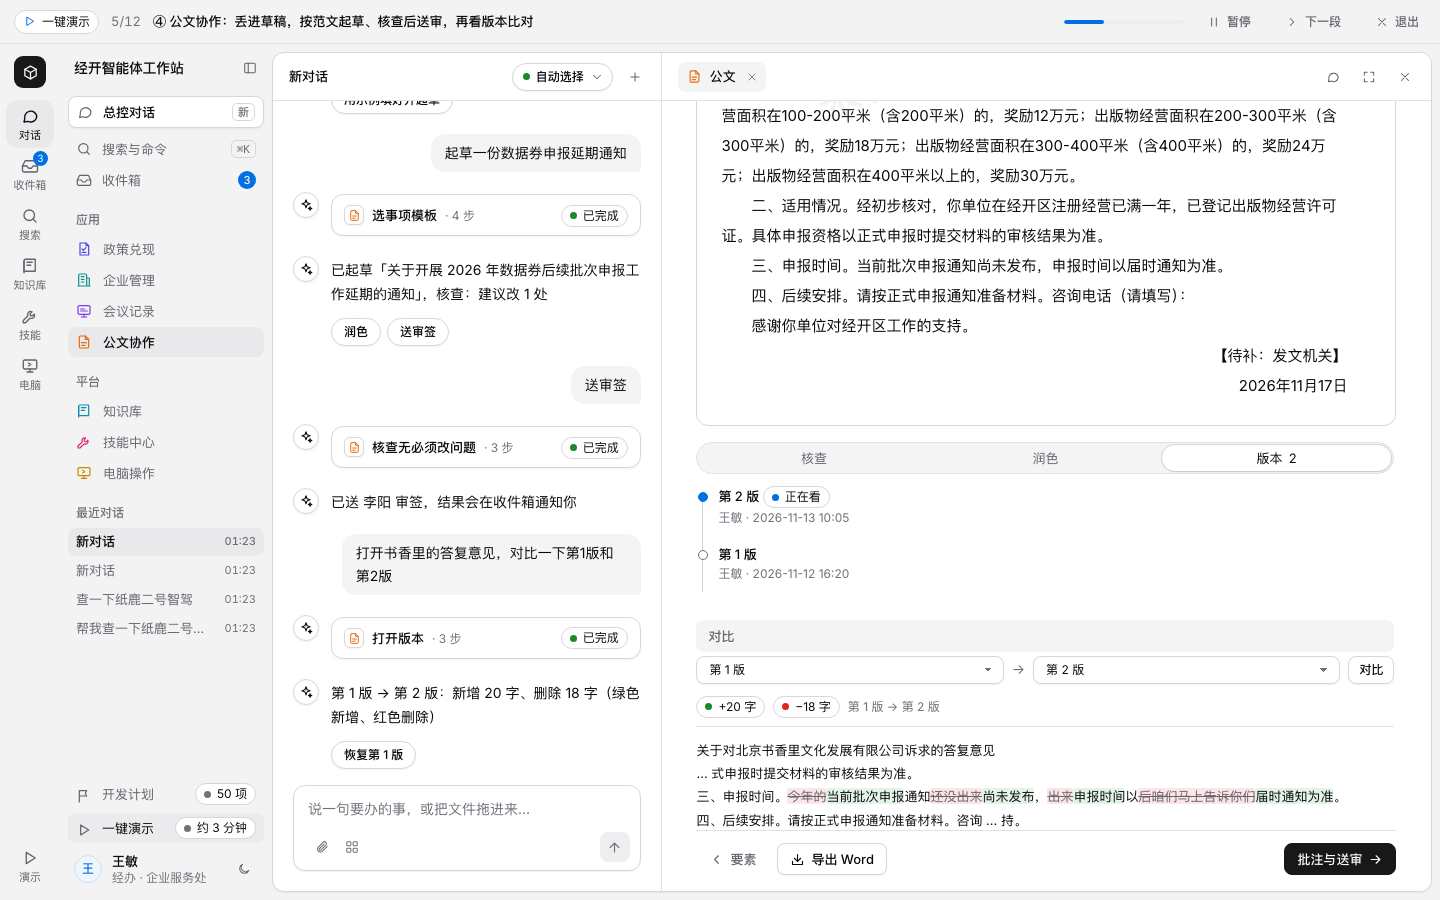 一键演示
5/12
④ 公文协作：丢进草稿，按范文起草、核查后送审，再看版本比对
暂停
下一段
退出
对话
3
收件箱
搜索
知识库
技能
电脑
演示
经开智能体工作站
总控对话
新
搜索与命令
⌘K
收件箱
3
应用
政策兑现
企业管理
会议记录
公文协作
平台
知识库
技能中心
电脑操作
最近对话
新对话 01:23
新对话 01:23
查一下纸鹿二号智驾 01:23
帮我查一下纸鹿二号... 01:23
开发计划
50 项
一键演示
约 3 分钟
王
王敏
经办 · 企业服务处
新对话
自动选择
起草一份数据券申报延期通知
选事项模板 · 4 步
已完成
已起草「关于开展 2026 年数据券后续批次申报工
作延期的通知」，核查：建议改 1 处
润色
送审签
送审签
核查无必须改问题 · 3 步
已完成
已送 李阳 审签，结果会在收件箱通知你
打开书香里的答复意见，对比一下第1版和
第2版
打开版本 · 3 步
已完成
第 1 版 → 第 2 版：新增 20 字、删除 18 字（绿色
新增、红色删除）
恢复第 1 版
说一句要办的事，或把文件拖进来...
公文
营面积在100-200平米（含200平米）的，奖励12万元；出版物经营面积在200-300平米（含
300平米）的，奖励18万元；出版物经营面积在300-400平米（含400平米）的，奖励24万
元；出版物经营面积在400平米以上的，奖励30万元。
二、适用情况。经初步核对，你单位在经开区注册经营已满一年，已登记出版物经营许可
证。具体申报资格以正式申报时提交材料的审核结果为准。
三、申报时间。当前批次申报通知尚未发布，申报时间以届时通知为准。
四、后续安排。请按正式申报通知准备材料。咨询电话（请填写）：
感谢你单位对经开区工作的支持。
【待补：发文机关】
2026年11月17日
核查
润色
版本 2
第 2 版
正在看
王敏 · 2026-11-13 10:05
第 1 版
王敏 · 2026-11-12 16:20
对比
第 1 版
→
第 2 版
对比
+20 字
−18 字
第 1 版 → 第 2 版
关于对北京书香里文化发展有限公司诉求的答复意见
... 式申报时提交材料的审核结果为准。
三、申报时间。今年的当前批次申报通知还没出来尚未发布，出来申报时间以后咱们马上告诉你们届时通知为准。
四、后续安排。请按正式申报通知准备材料。咨询 ... 持。
要素
导出 Word
批注与送审 →